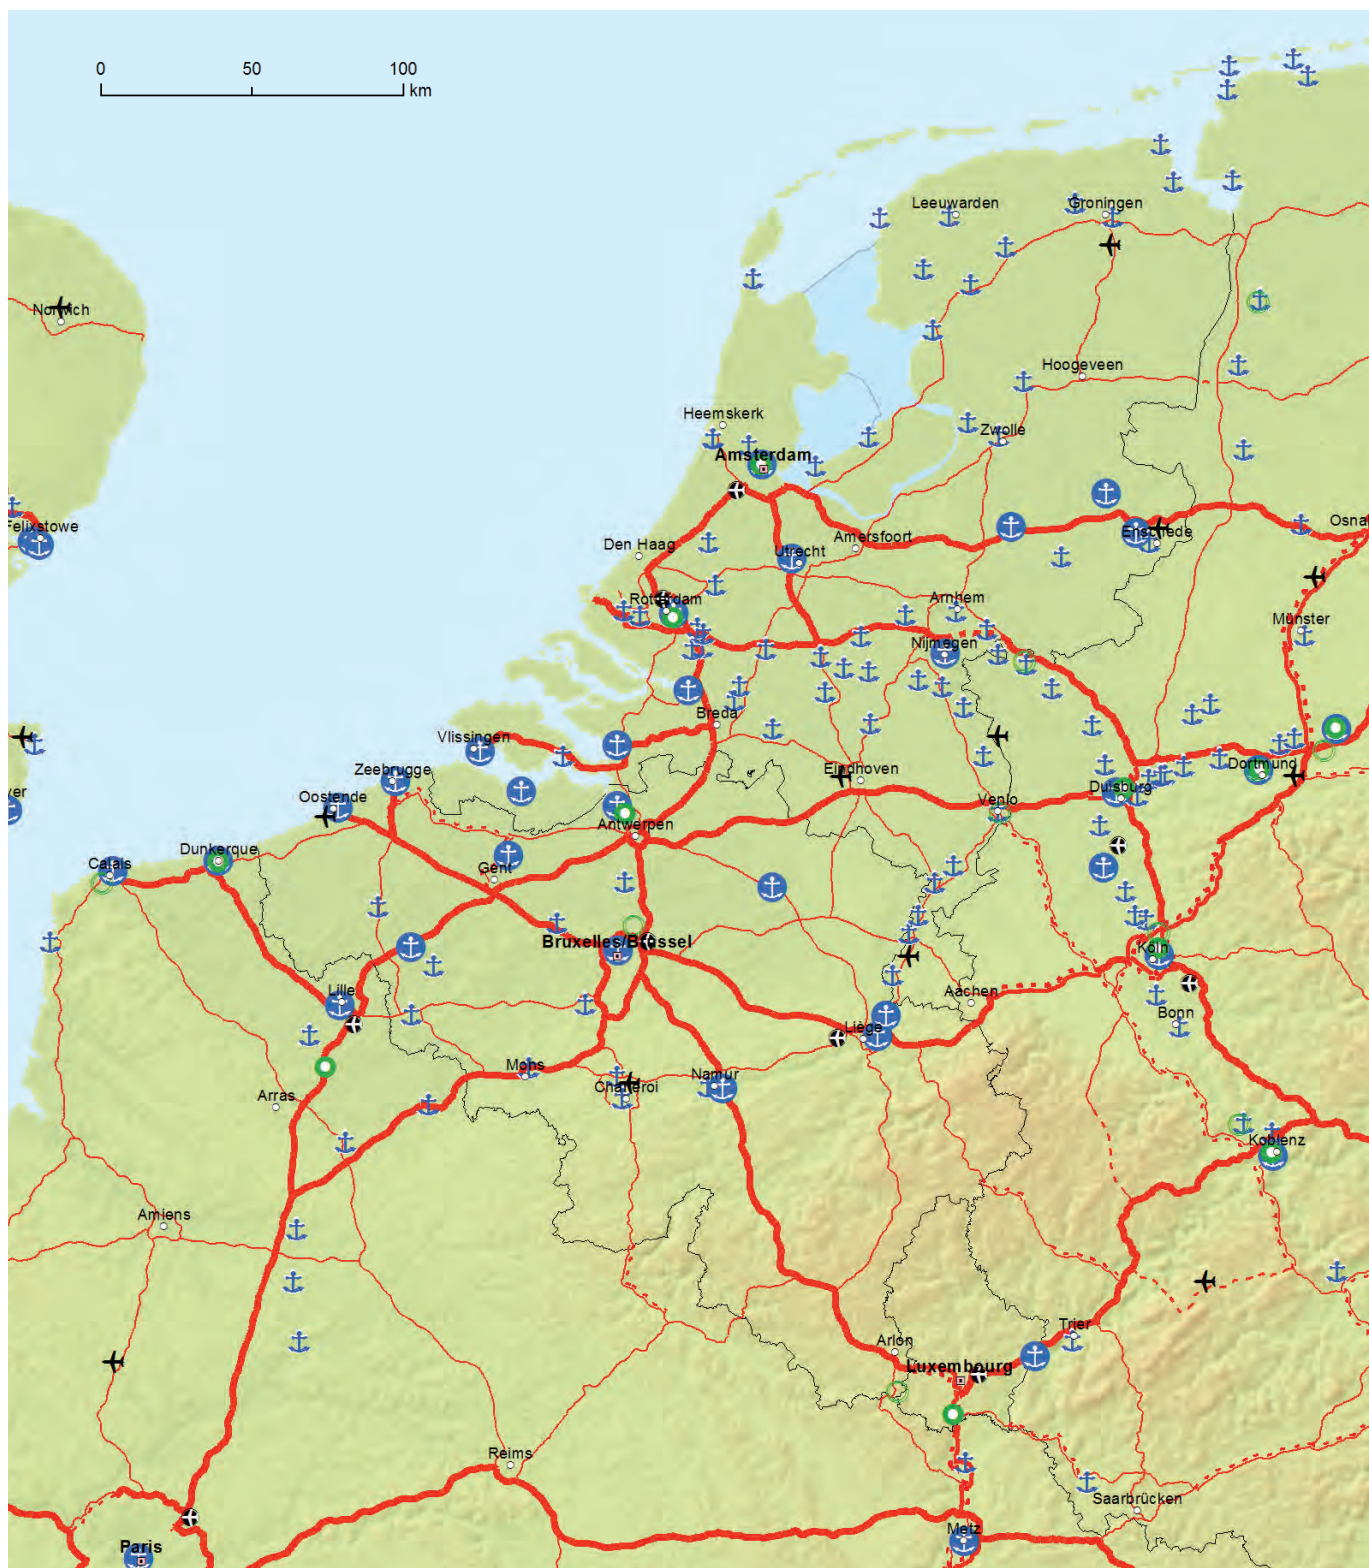 0 50 100
km
Leeuwarden
Groningen
Norwich
Hoogeveen
Heemskerk
Zwolle
Amsterdam
Felixstowe
Osna
Enschede
Amersfoort
Den Haag
Utrecht
Arnhem
Rotterdam
Münster
Nijmegen
Breda
Vlissingen
Zeebrugge
Eindhoven
Dortmund
Duisburg
yer
Oostende
Venlo
Antwerpen
Dunkerque
Calais
Gent
Bruxelles/Brussel
Köln
Lille
Aachen
Bonn
Liège
Mons
Namur
Charleroi
Arras
Koblenz
Amiens
Trier
Arlon
Luxembourg
Reims
Saarbrücken
Metz
Paris